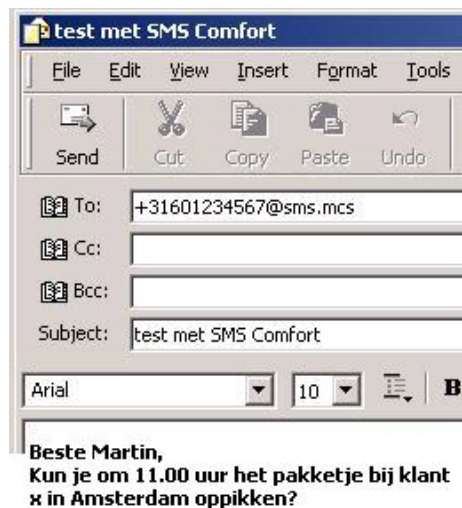 test met SMS Comfort
File Edit View Insert Format Tools
Send Cut Copy Paste Undo
To: +31601234567@sms.mcs
Cc:
Bcc:
Subject: test met SMS Comfort
Arial 10 B
Beste Martin,
Kun je om 11.00 uur het pakketje bij klant
x in Amsterdam oppikken?